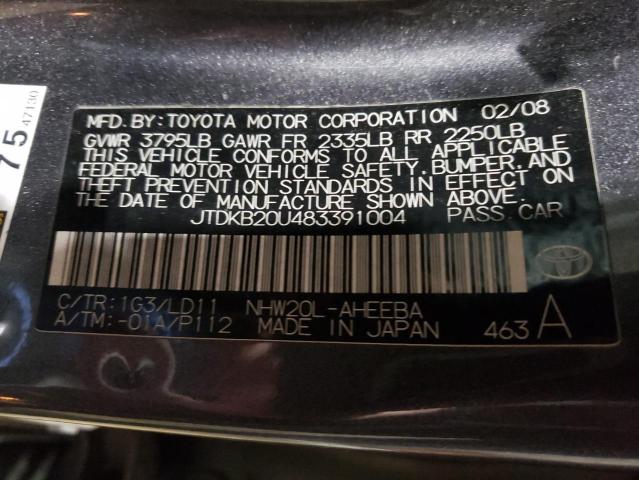 MFD. BY: TOYOTA MOTOR CORPORATION 02/08
GVWR 3795LB GAWR FR 2335LB RR 2250LB
THIS VEHICLE CONFORMS TO ALL APPLICABLE
FEDERAL MOTOR VEHICLE SAFETY, BUMPER, AND
THEFT PREVENTION STANDARDS IN EFFECT ON
THE DATE OF MANUFACTURE SHOWN ABOVE.
JTDKB20U483391004 PASS. CAR
C/TR: 1G3/LD11 NHW20L-AHEEBA
A/TM: -01A/P112 MADE IN JAPAN 463 A
75
47130